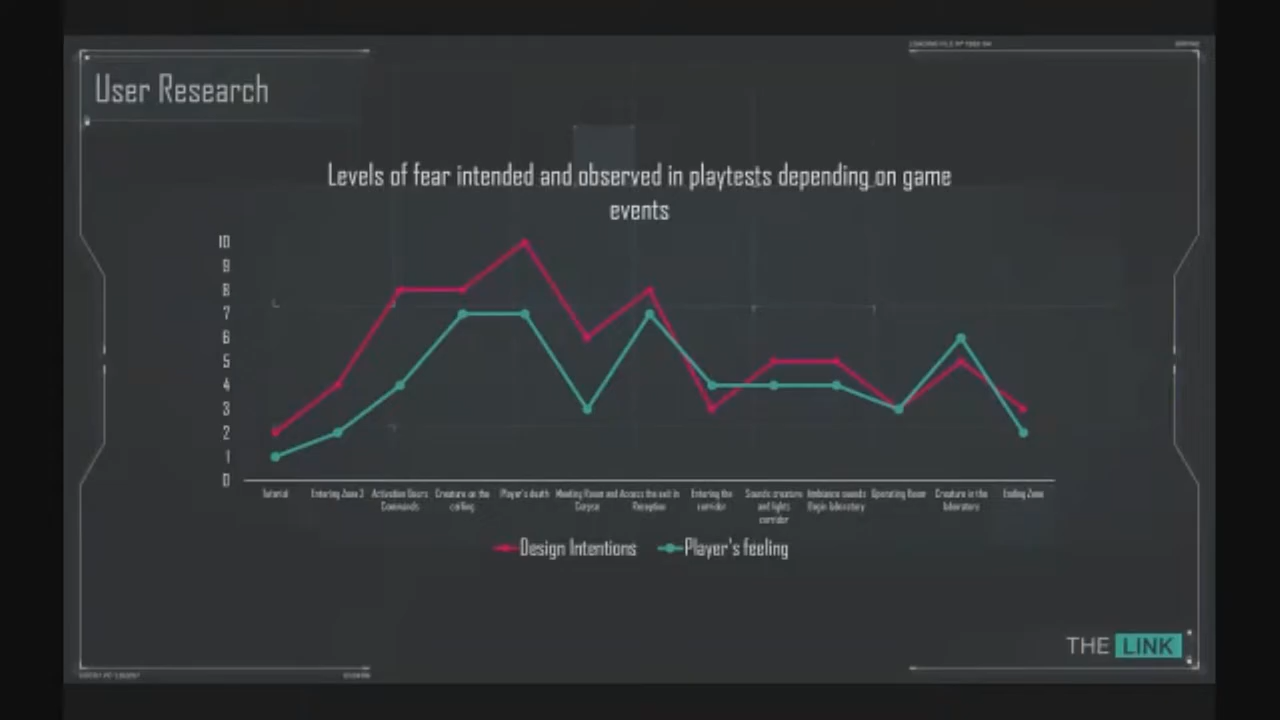 User Research
Levels of fear intended and observed in playtests depending on game
events
10
9
8
7
6
5
4
3
2
1
0
Tutorial
Entering Zone 2
Activation Doors
Commands
Creature on the
ceiling
Player's death
Meeting Room and
Corpse
Access the exit in
Reception
Entering the
corridor
Sounds creature
and lights
corridor
Ambiance sounds
Begin laboratory
Operating Room
Creature in the
laboratory
Ending Zone
Design Intentions
Player's feeling
THE LINK